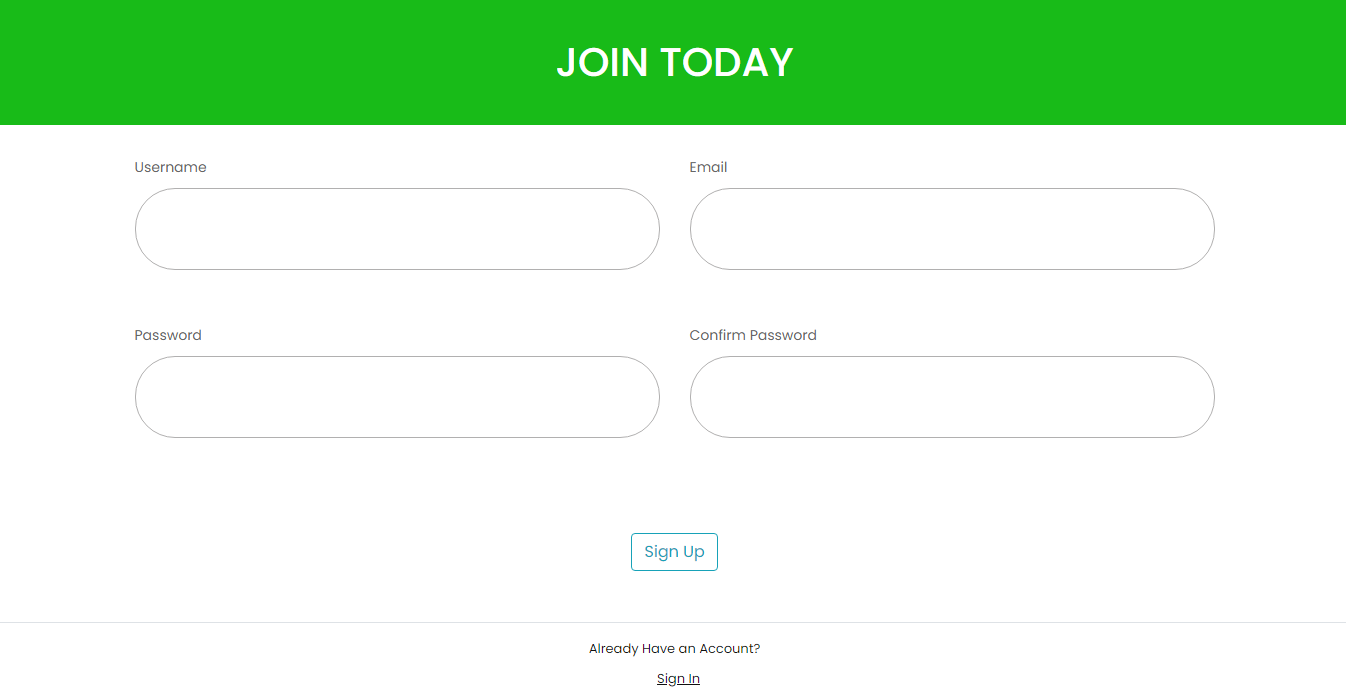 JOIN TODAY
Username
Email
Password
Confirm Password
Sign Up
Already Have an Account?
Sign In